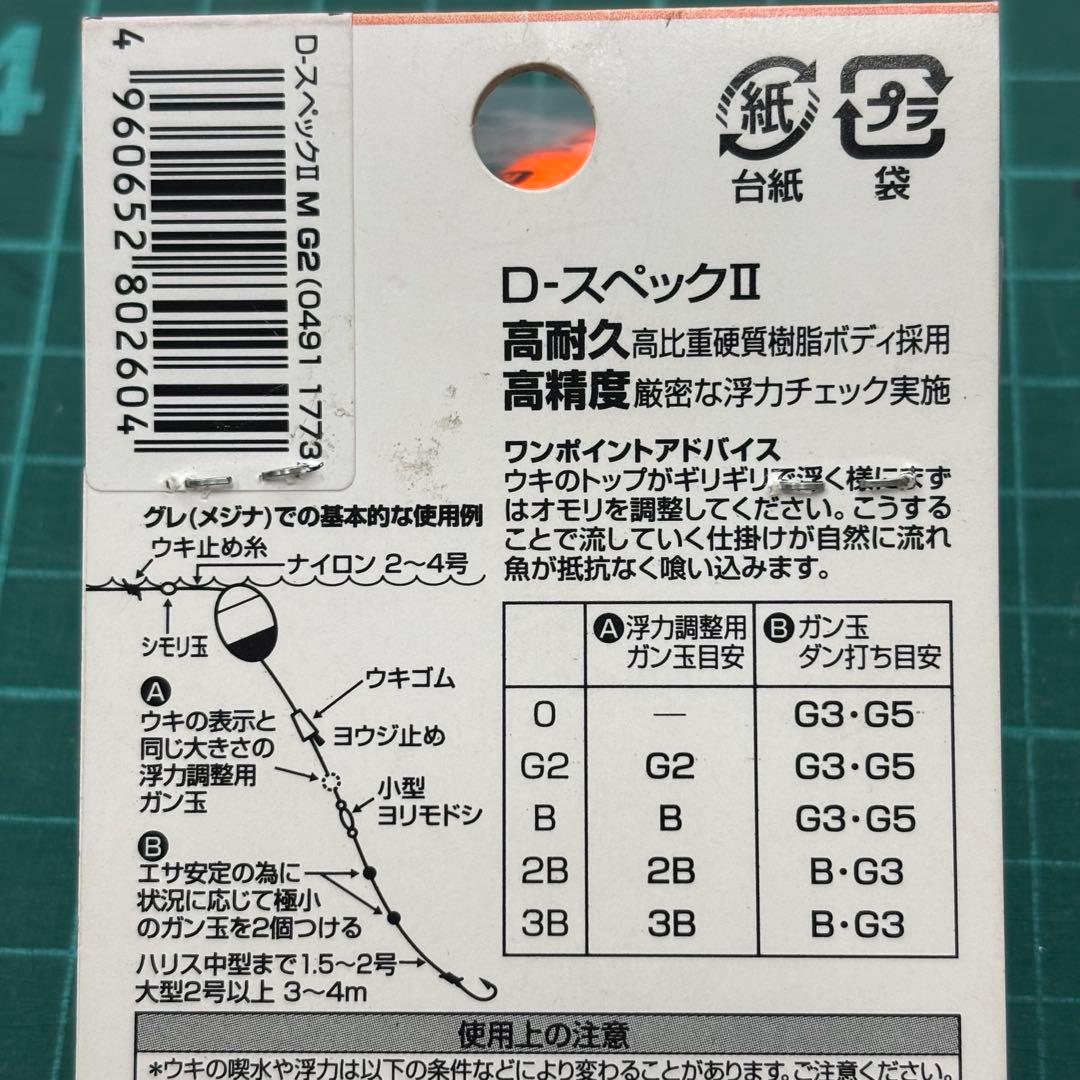 D-スペックⅡ M G2 (0491 1773
4 960652 802604
紙
台紙
プラ
袋
D-スペックⅡ
高耐久 高比重硬質樹脂ボディ採用
高精度 厳密な浮力チェック実施
ワンポイントアドバイス
ウキのトップがギリギリで浮く様にまず
はオモリを調整してください。こうする
ことで流していく仕掛けが自然に流れ
魚が抵抗なく喰い込みます。
グレ(メジナ)での基本的な使用例
ウキ止め糸
ナイロン 2〜4号
シモリ玉
ウキゴム
ヨウジ止め
A
ウキの表示と
同じ大きさの
浮力調整用
ガン玉
小型
ヨリモドシ
B
エサ安定の為に
状況に応じて極小
のガン玉を2個つける
ハリス中型まで1.5〜2号
大型2号以上 3〜4m
A 浮力調整用 B ガン玉
ガン玉目安 ダン打ち目安
0 — G3・G5
G2 G2 G3・G5
B B G3・G5
2B 2B B・G3
3B 3B B・G3
使用上の注意
*ウキの喫水や浮力は以下の条件などにより変わることがあります。ご注意ください。
4